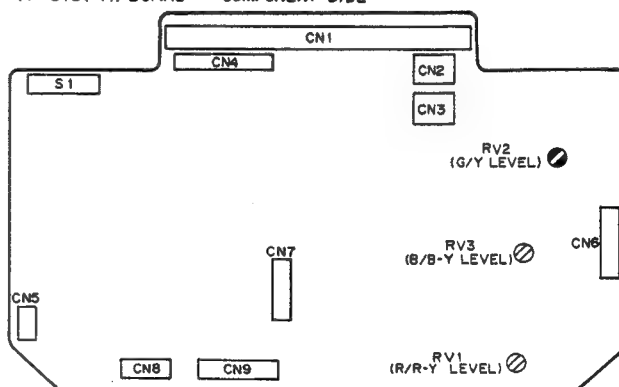 COMPONENT SIDE
CN1
CN4
CN2
S1
CN3
RV2
(G/Y LEVEL)
RV3
(B/B-Y LEVEL)
CN6
CN7
CN5
RV1
(R/R-Y LEVEL)
CN8
CN9